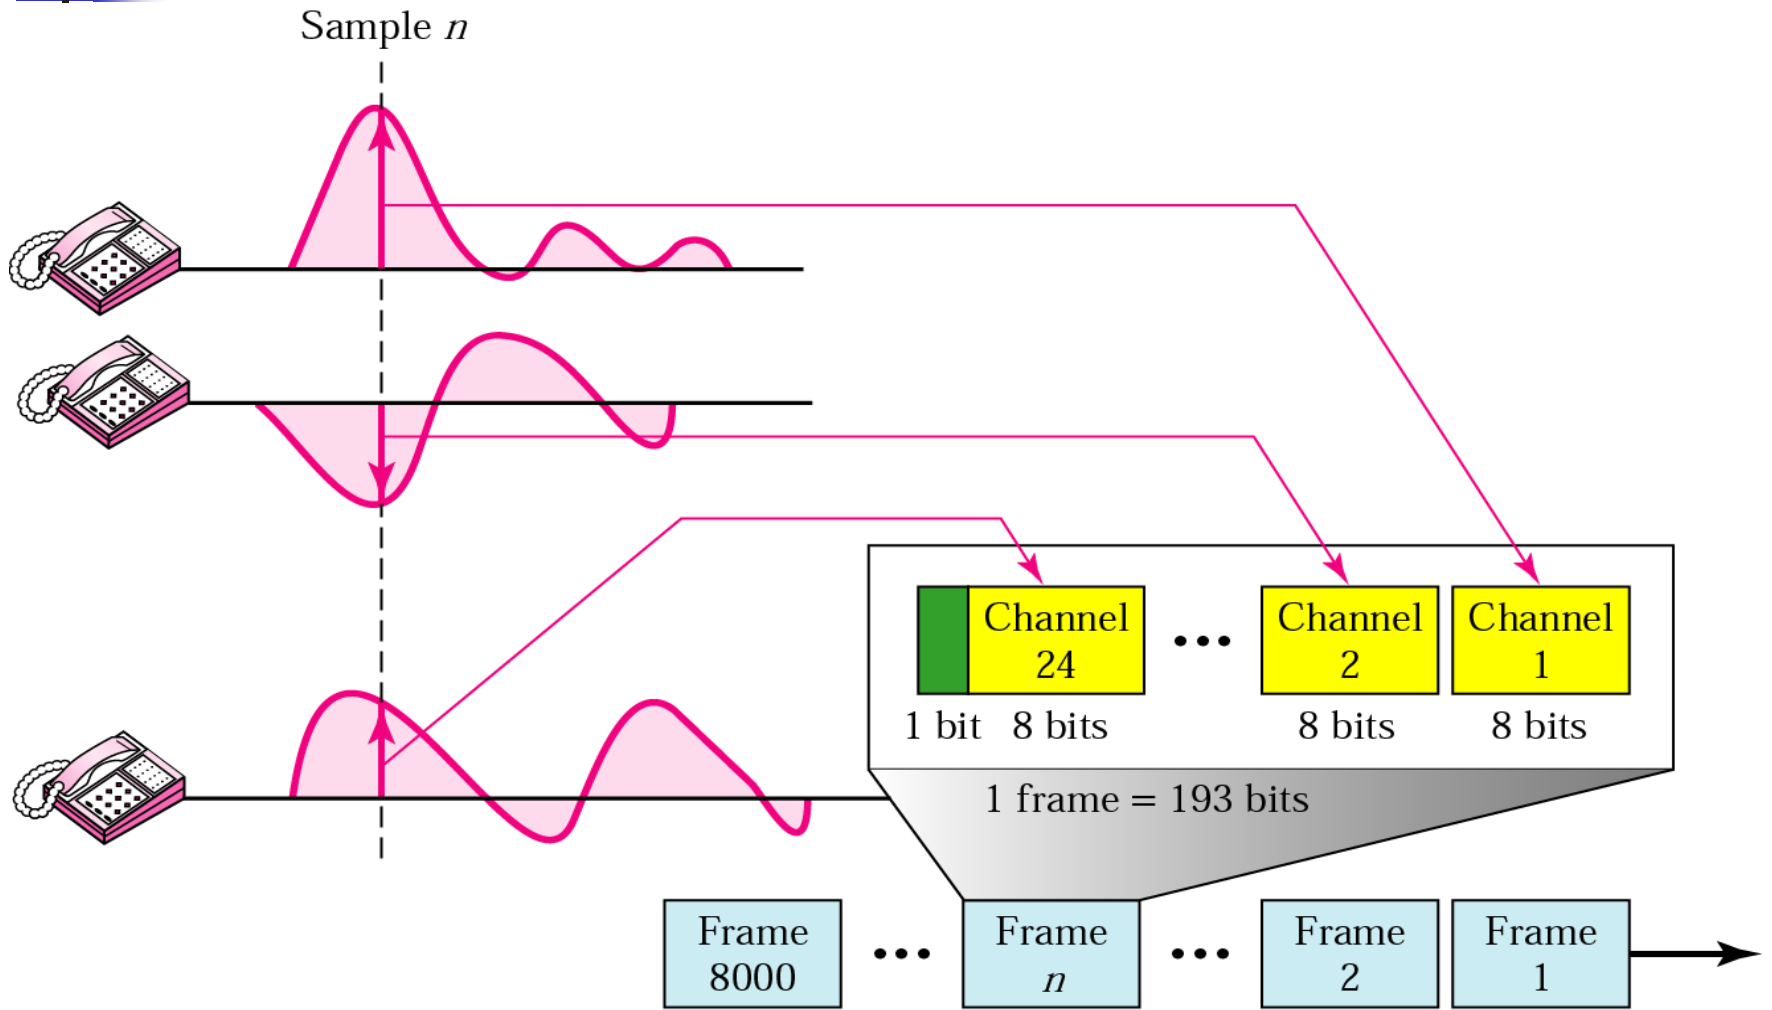 Sample n
Channel
24
Channel
2
Channel
1
1 bit
8 bits
8 bits
8 bits
1 frame = 193 bits
Frame
8000
Frame
n
Frame
2
Frame
1